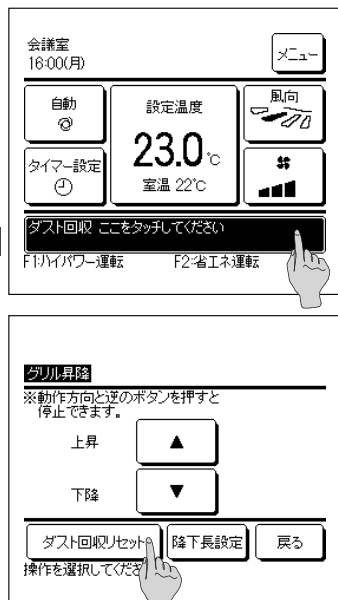 会議室
16:00(月)
メニュー
自動
設定温度
風向
23.0℃
タイマー設定
室温 22℃
ダスト回収 ここをタッチしてください
F1:ハイパワー運転 F2:省エネ運転
グリル昇降
※動作方向と逆のボタンを押すと
停止できます。
上昇 ▲
下降 ▼
ダスト回収リセット 降下長設定 戻る
操作を選択してくださ